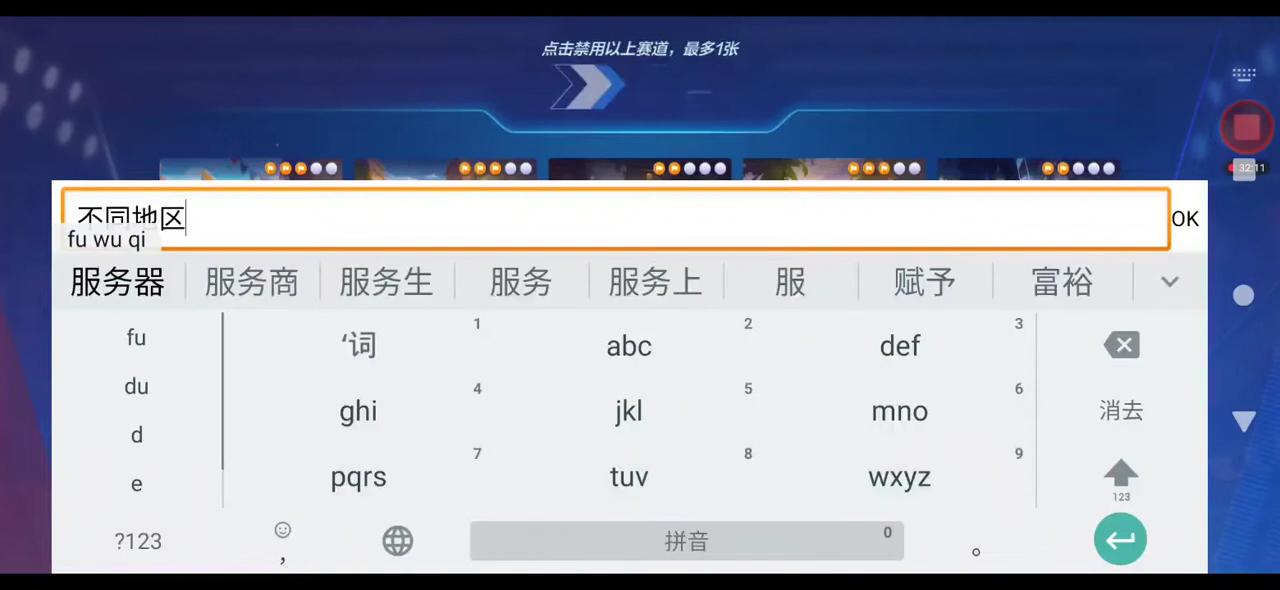 点击禁用以上赛道，最多1张
32:11
不同地区
OK
fu wu qi
服务器 服务商 服务生 服务 服务上 服 赋予 富裕
fu ‘词 1 abc 2 def 3
du ghi 4 jkl 5 mno 6 消去
d pqrs 7 tuv 8 wxyz 9
e 123
?123 , 拼音 0 。